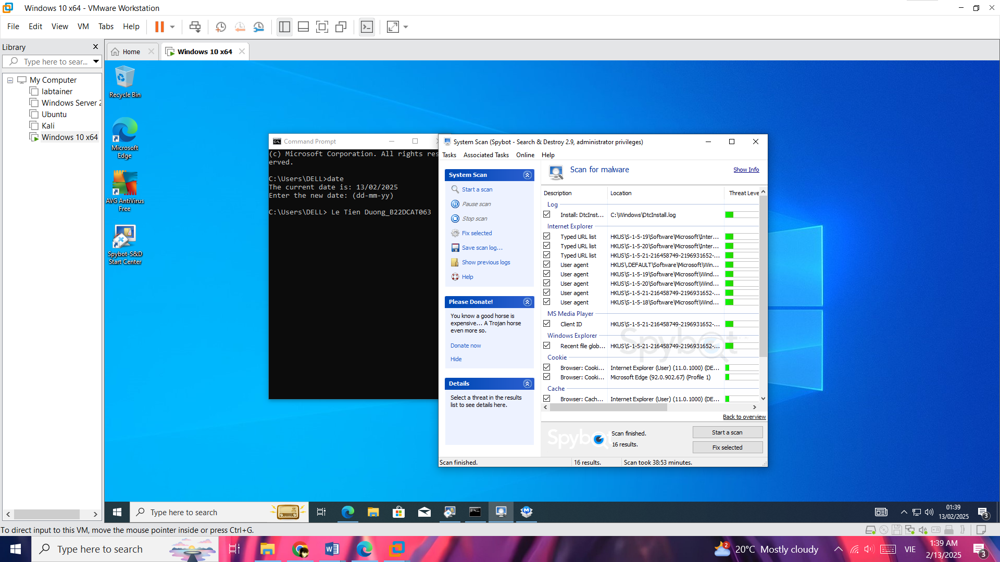 Windows 10 x64 - VMware Workstation
File Edit View VM Tabs Help
Library
Type here to sear...
My Computer
labtainer
Windows Server 2
Ubuntu
Kali
Windows 10 x64
Home
Windows 10 x64
Recycle Bin
Microsoft
Edge
AVG AntiVirus
Free
Spybot-S&D
Start Center
Command Prompt
(c) Microsoft Corporation. All rights res
erved.
C:\Users\DELL>date
The current date is: 13/02/2025
Enter the new date: (dd-mm-yy)
C:\Users\DELL> Le Tien Duong_B22DCAT063
System Scan (Spybot - Search & Destroy 2.9, administrator privileges)
Tasks Associated Tasks Online Help
System Scan
Start a scan
Pause scan
Stop scan
Fix selected
Save scan log...
Show previous logs
Help
Please Donate!
You know a good horse is
expensive... A Trojan horse
even more so.
Donate now
Hide
Details
Select a threat in the results
list to see details here.
Scan for malware
Show Info
Description Location Threat Leve
Log
Install: DtcInst... C:\Windows\DtcInstall.log
Internet Explorer
Typed URL list HKUS\S-1-5-19\Software\Microsoft\Inter...
Typed URL list HKUS\S-1-5-20\Software\Microsoft\Inter...
Typed URL list HKUS\S-1-5-21-216458749-2196931652-...
User agent HKUS\.DEFAULT\Software\Microsoft\Win...
User agent HKUS\S-1-5-19\Software\Microsoft\Wind...
User agent HKUS\S-1-5-20\Software\Microsoft\Wind...
User agent HKUS\S-1-5-21-216458749-2196931652-...
User agent HKUS\S-1-5-18\Software\Microsoft\Wind...
MS Media Player
Client ID HKUS\S-1-5-21-216458749-2196931652-...
Windows Explorer
Recent file glob... HKUS\S-1-5-21-216458749-2196931652-...
Spybot
Cookie
Browser: Cooki... Internet Explorer (User) (11.0.1000) (DE...
Browser: Cooki... Microsoft Edge (92.0.902.67) (Profile 1)
Cache
Browser: Cach... Internet Explorer (User) (11.0.1000) (DE...
Back to overview
Spybot
Scan finished.
16 results.
Start a scan
Fix selected
Scan finished. 16 results. Scan took 38:53 minutes.
Type here to search
01:39
13/02/2025
3
To direct input to this VM, move the mouse pointer inside or press Ctrl+G.
Type here to search
2
20°C Mostly cloudy
VIE
1:39 AM
2/13/2025
3